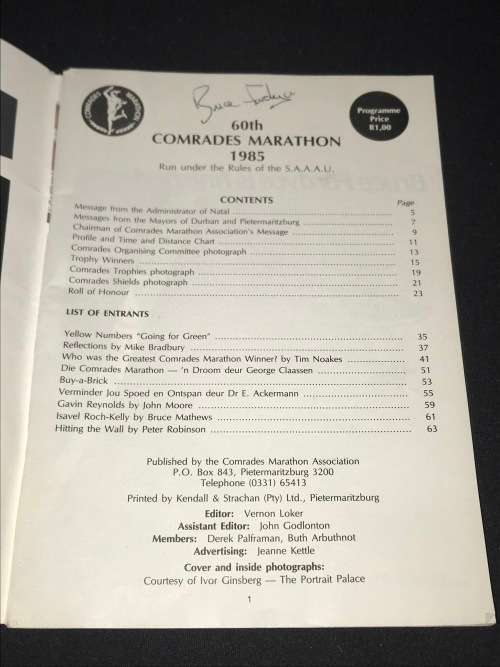 COMRADES MARATHON
Bruce Fordyce
Programme
Price
R1,00
60th
COMRADES MARATHON
1985
Run under the Rules of the S.A.A.A.U.
CONTENTS
Page
Message from the Administrator of Natal 5
Messages from the Mayors of Durban and Pietermaritzburg 7
Chairman of Comrades Marathon Association's Message 9
Profile and Time and Distance Chart 11
Comrades Organising Committee photograph 13
Trophy Winners 15
Comrades Trophies photograph 19
Comrades Shields photograph 21
Roll of Honour 23
LIST OF ENTRANTS
Yellow Numbers "Going for Green" 35
Reflections by Mike Bradbury 37
Who was the Greatest Comrades Marathon Winner? by Tim Noakes 41
Die Comrades Marathon — 'n Droom deur George Claassen 51
Buy-a-Brick 53
Verminder Jou Spoed en Ontspan deur Dr E. Ackermann 55
Gavin Reynolds by John Moore 59
Isavel Roch-Kelly by Bruce Mathews 61
Hitting the Wall by Peter Robinson 63
Published by the Comrades Marathon Association
P.O. Box 843, Pietermaritzburg 3200
Telephone (0331) 65413
Printed by Kendall & Strachan (Pty) Ltd., Pietermaritzburg
Editor: Vernon Loker
Assistant Editor: John Godlonton
Members: Derek Palframan, Buth Arbuthnot
Advertising: Jeanne Kettle
Cover and inside photographs:
Courtesy of Ivor Ginsberg — The Portrait Palace
1